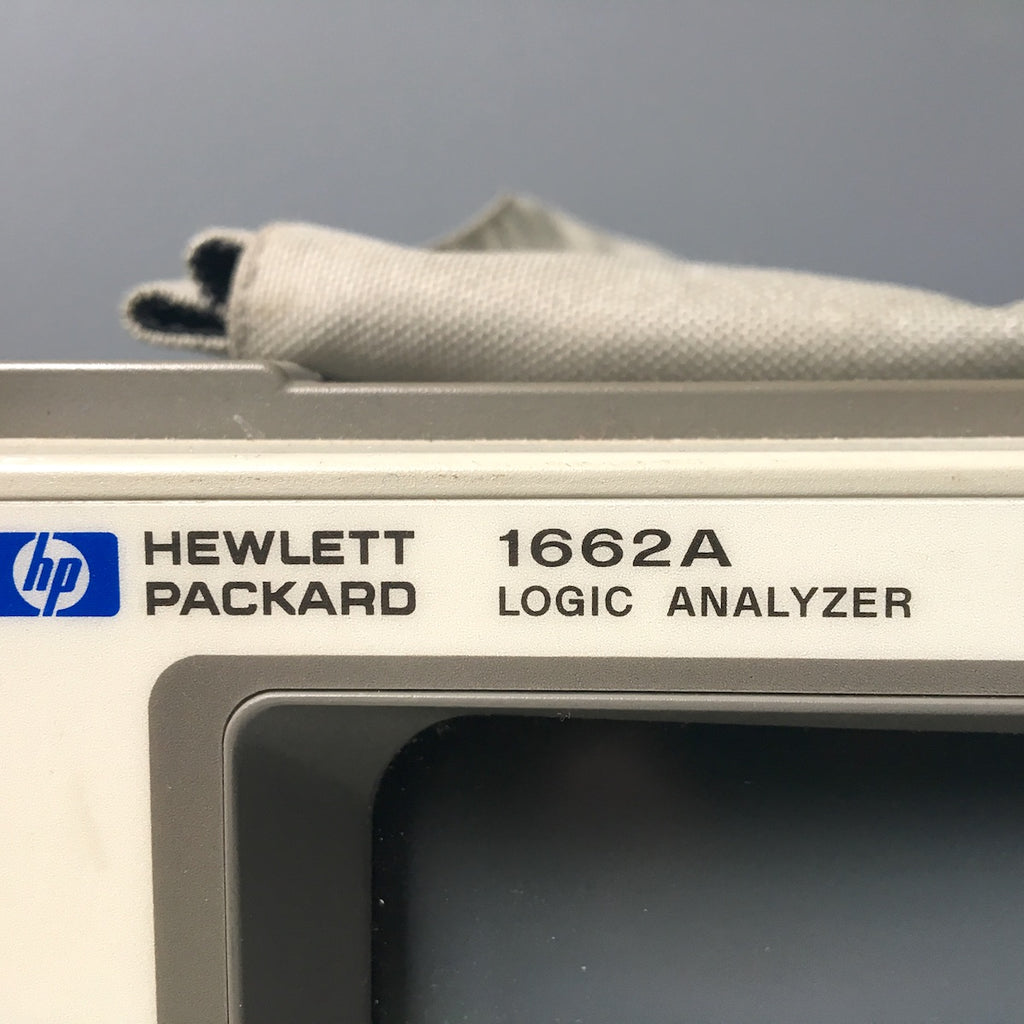 hp
HEWLETT
PACKARD
1662A
LOGIC ANALYZER